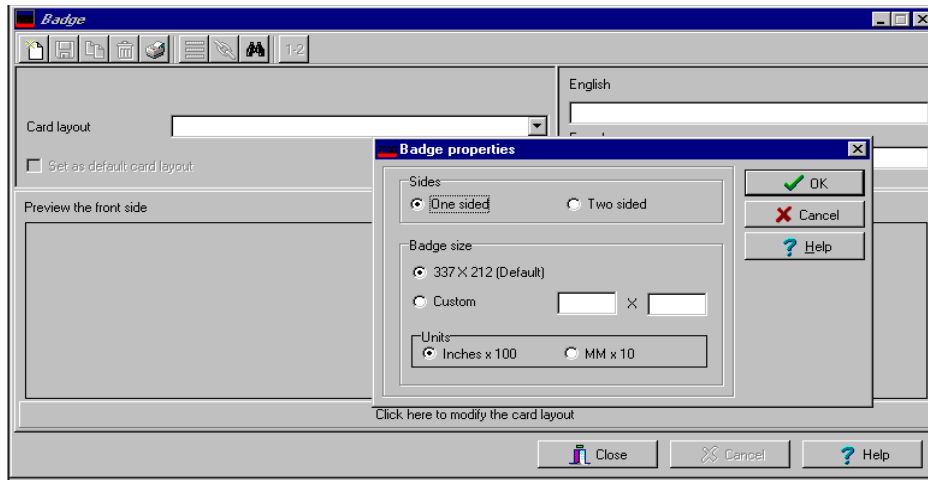 Badge
1-2
English
Card layout
Set as default card layout
Preview the front side
Badge properties
Sides
One sided
Two sided
OK
Cancel
Help
Badge size
337 X 212 (Default)
Custom
X
Units
Inches x 100
MM x 10
Click here to modify the card layout
Close
Cancel
Help